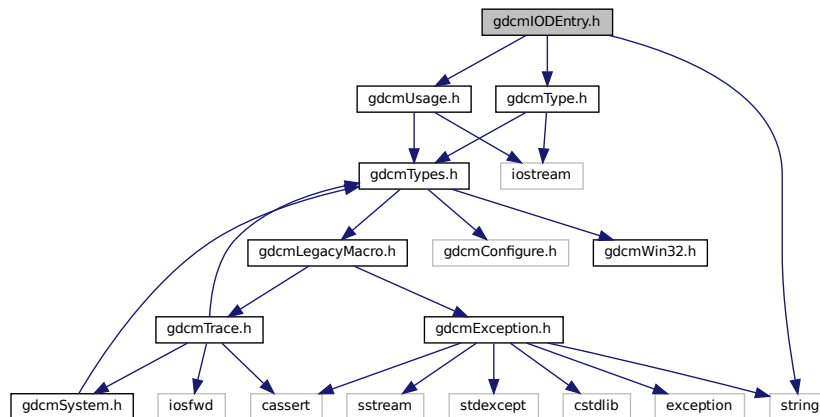 gdcmIODEntry.h
gdcmUsage.h
gdcmType.h
gdcmTypes.h
iostream
gdcmLegacyMacro.h
gdcmConfigure.h
gdcmWin32.h
gdcmTrace.h
gdcmException.h
gdcmSystem.h
iosfwd
cassert
sstream
stdexcept
cstdlib
exception
string